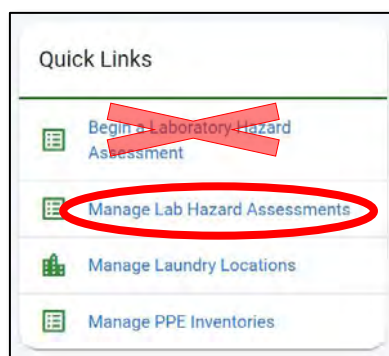 Quick Links
Begin a Laboratory Hazard
Assessment
Manage Lab Hazard Assessments
Manage Laundry Locations
Manage PPE Inventories